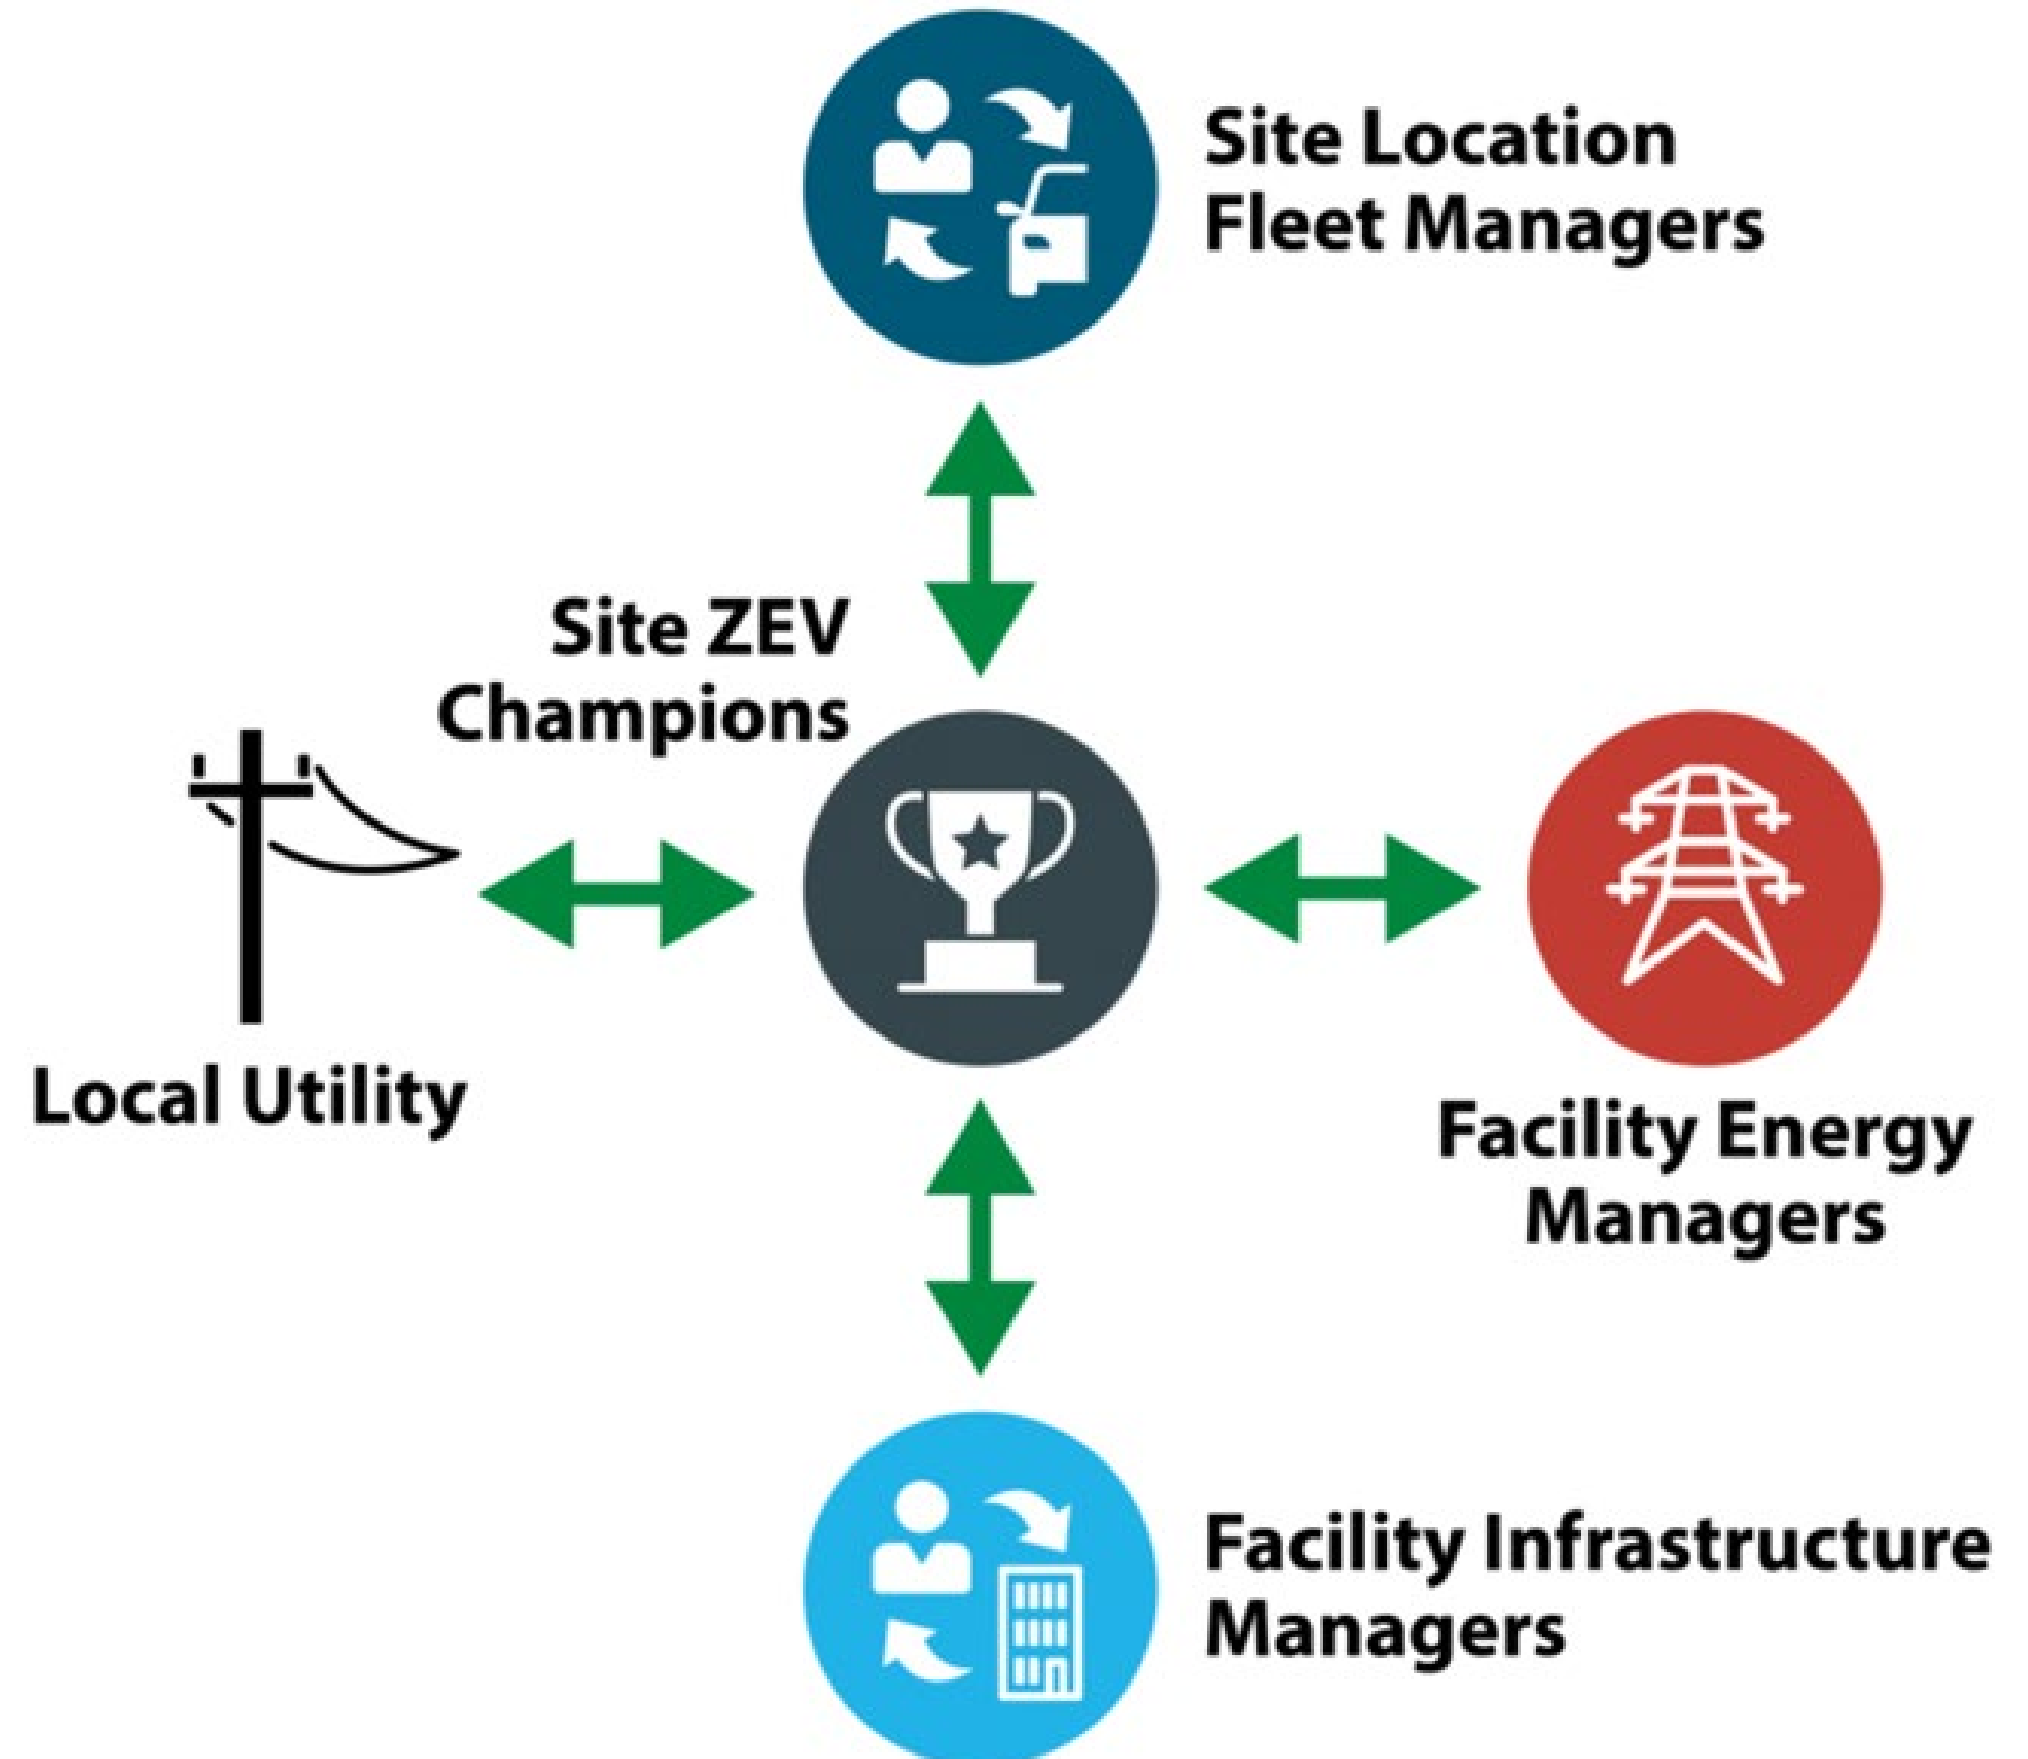 Site Location
Fleet Managers
Site ZEV
Champions
Local Utility
Facility Energy
Managers
Facility Infrastructure
Managers